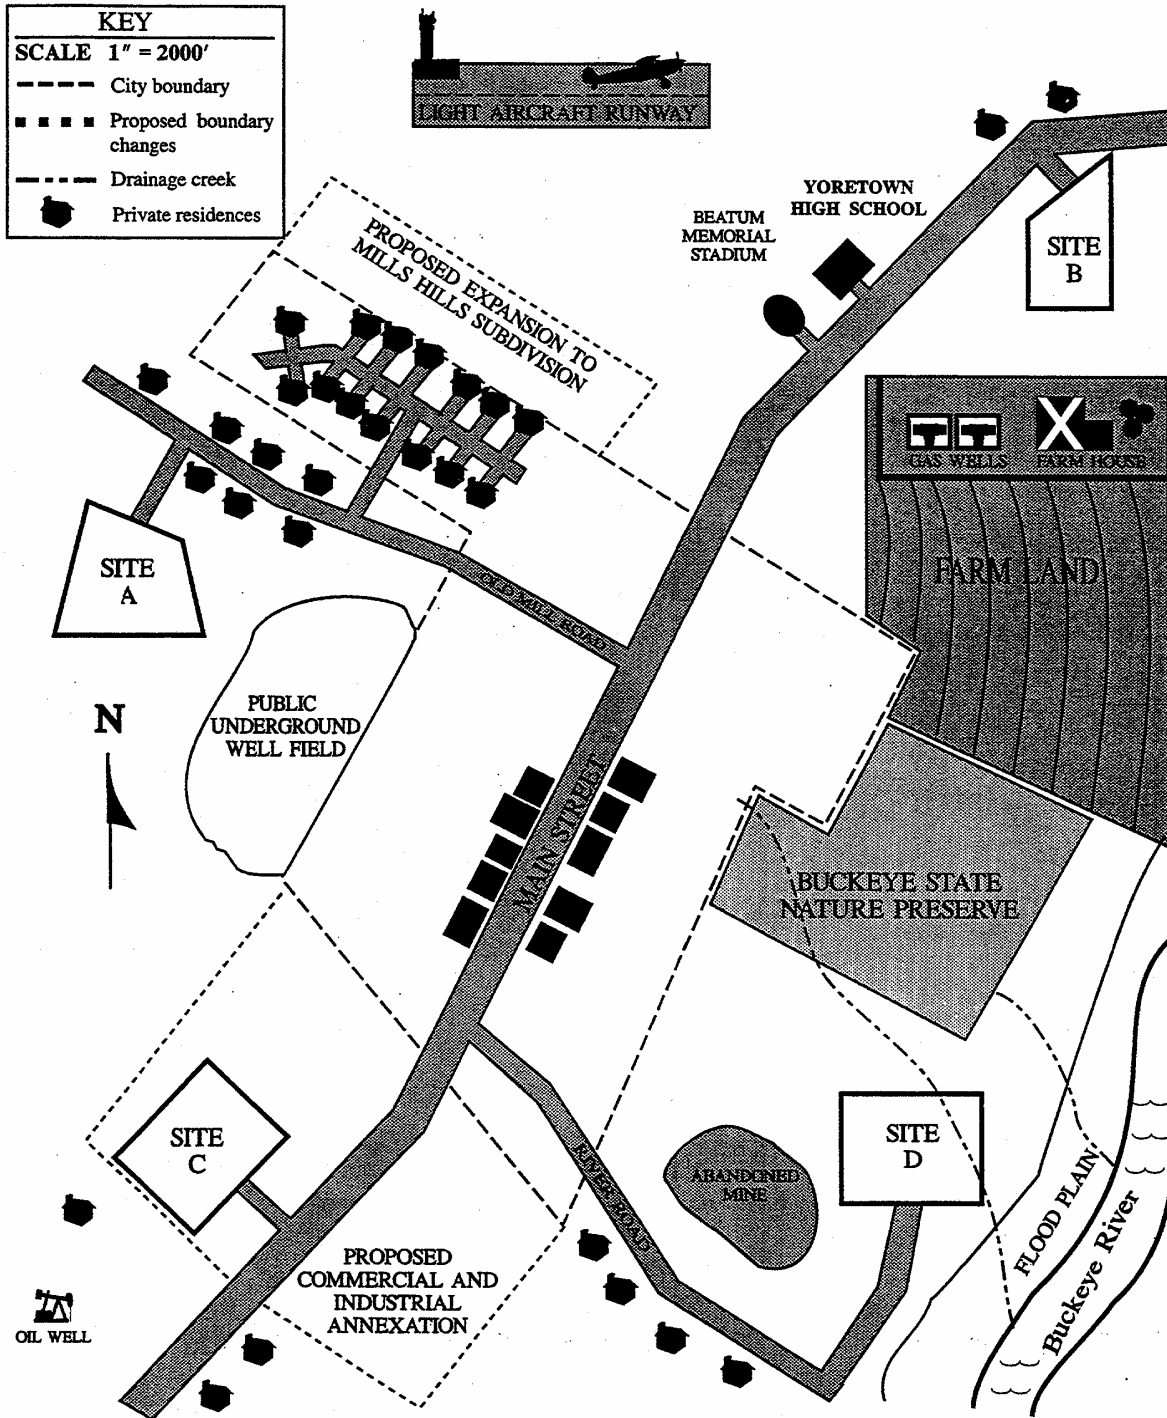 KEY
SCALE 1" = 2000'
City boundary
Proposed boundary
changes
Drainage creek
Private residences
LIGHT AIRCRAFT RUNWAY
YORETOWN
HIGH SCHOOL
BEATUM
MEMORIAL
STADIUM
SITE
B
PROPOSED EXPANSION TO
MILLS HILLS SUBDIVISION
GAS WELLS
FARM HOUSE
FARM LAND
SITE
A
OLD MILL ROAD
PUBLIC
UNDERGROUND
WELL FIELD
N
MAIN STREET
BUCKEYE STATE
NATURE PRESERVE
SITE
C
SITE
D
ABANDONED
MINE
RIVER ROAD
FLOOD PLAIN
Buckeye River
PROPOSED
COMMERCIAL AND
INDUSTRIAL
ANNEXATION
OIL WELL